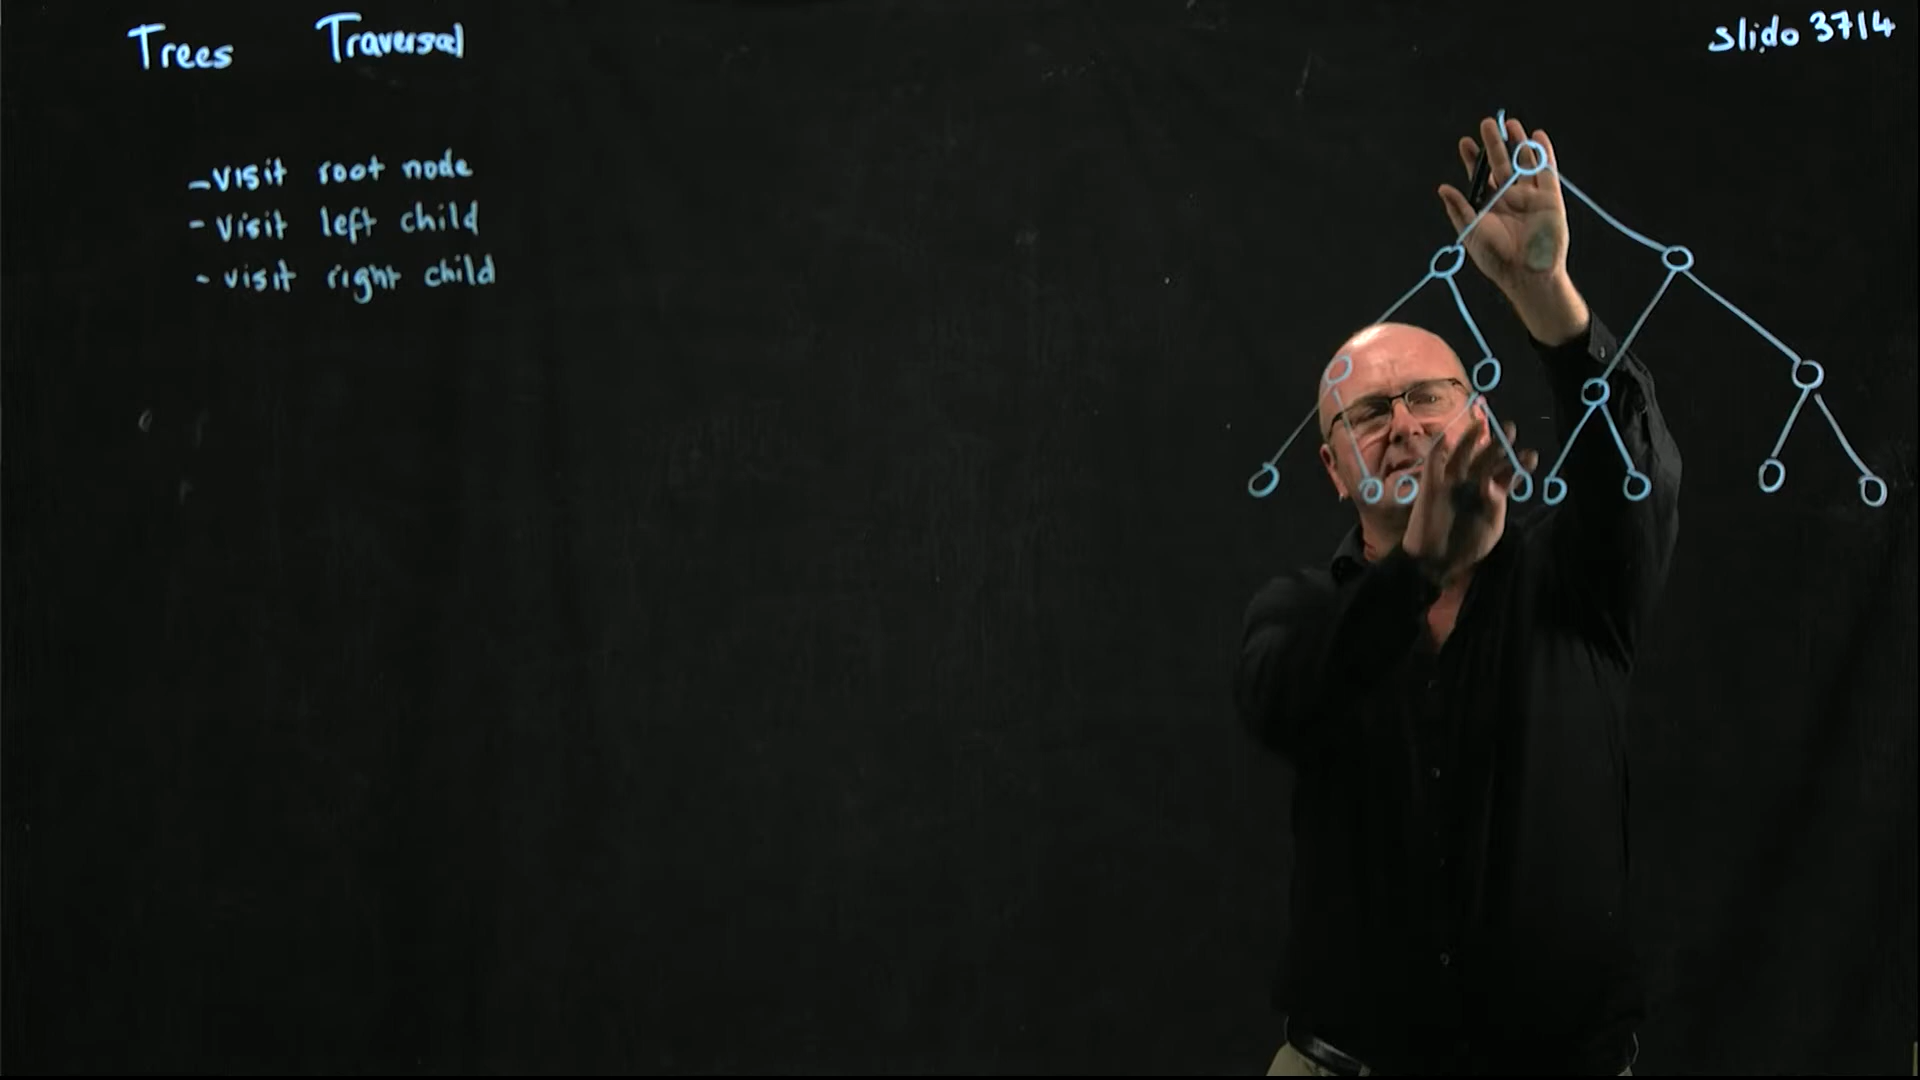 Trees Traversal
slido 3714
- visit root node
- visit left child
- visit right child